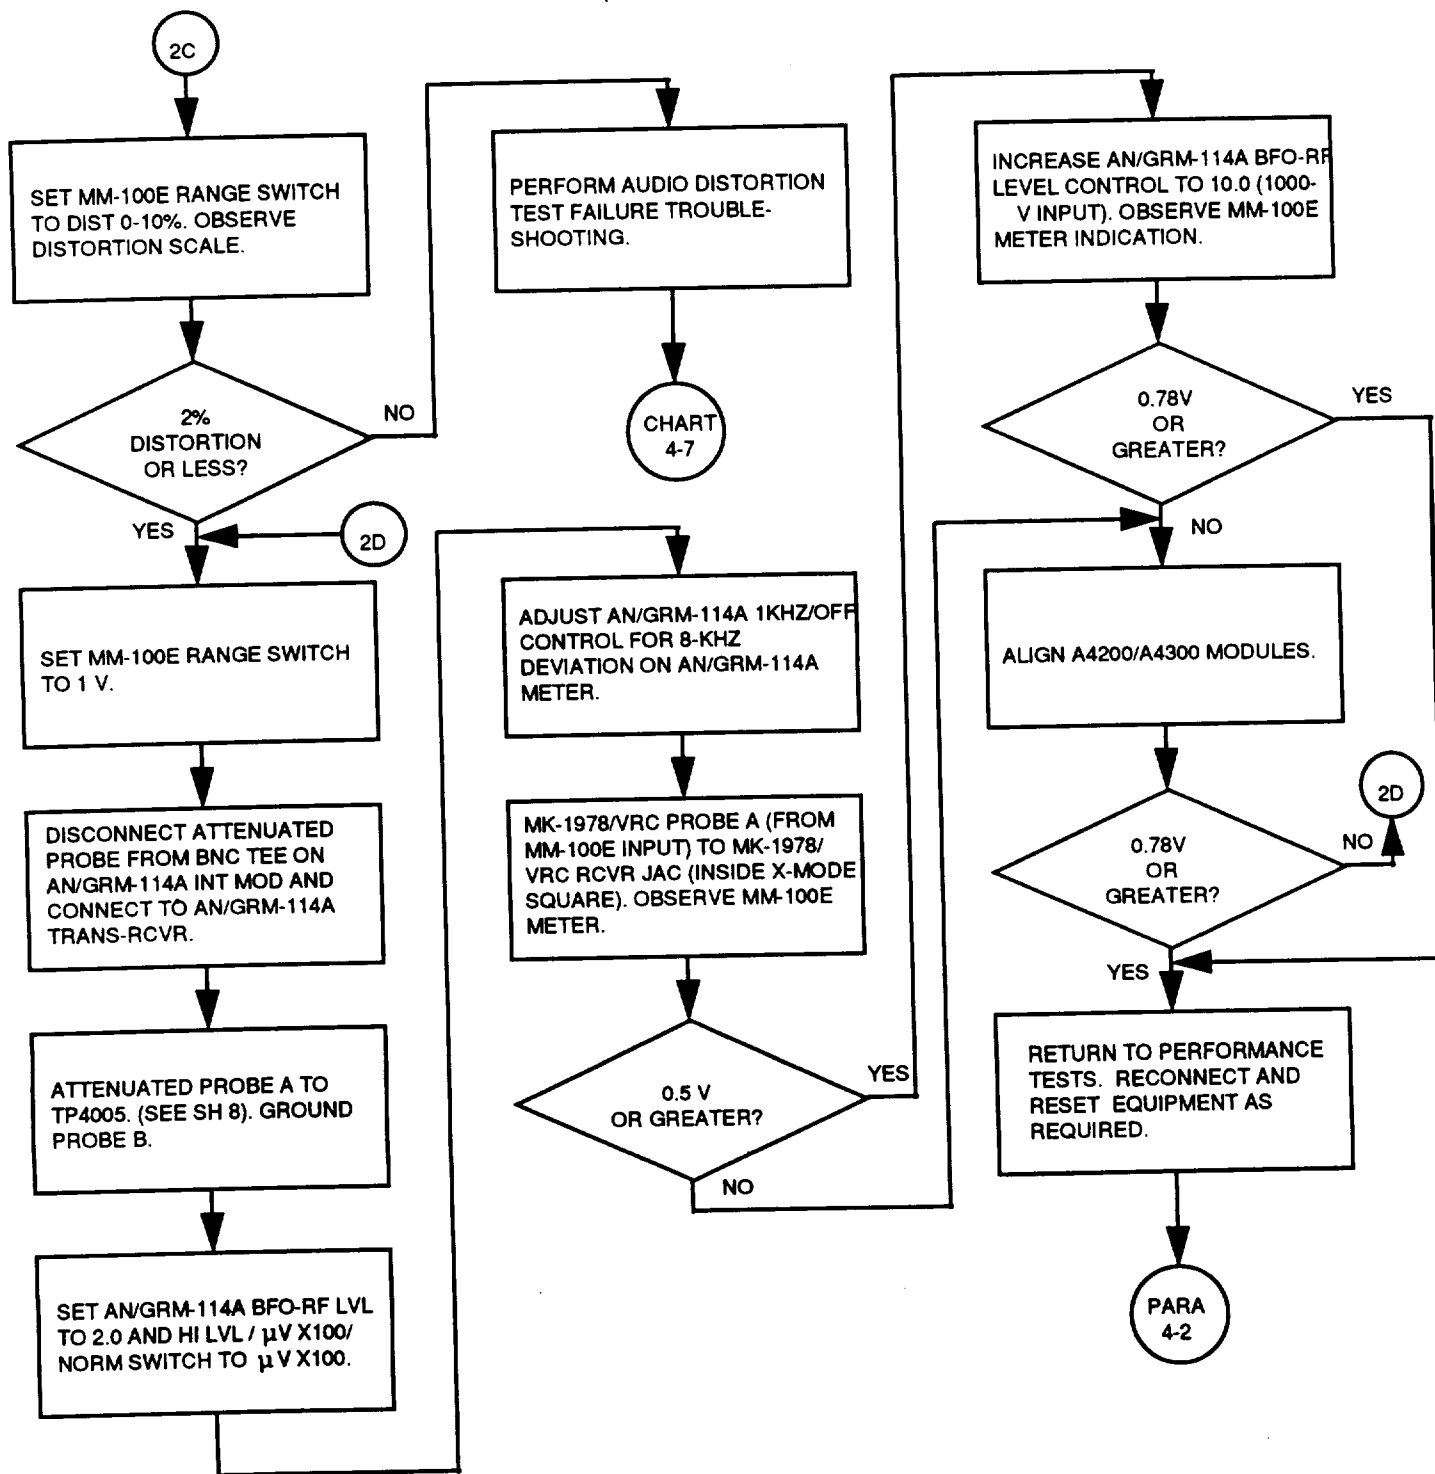 2C
SET MM-100E RANGE SWITCH
TO DIST 0-10%. OBSERVE
DISTORTION SCALE.
2%
DISTORTION
OR LESS?
NO
YES
2D
SET MM-100E RANGE SWITCH
TO 1 V.
DISCONNECT ATTENUATED
PROBE FROM BNC TEE ON
AN/GRM-114A INT MOD AND
CONNECT TO AN/GRM-114A
TRANS-RCVR.
ATTENUATED PROBE A TO
TP4005. (SEE SH 8). GROUND
PROBE B.
SET AN/GRM-114A BFO-RF LVL
TO 2.0 AND HI LVL / µV X100/
NORM SWITCH TO µV X100.
PERFORM AUDIO DISTORTION
TEST FAILURE TROUBLE-
SHOOTING.
CHART
4-7
ADJUST AN/GRM-114A 1KHZ/OFF
CONTROL FOR 8-KHZ
DEVIATION ON AN/GRM-114A
METER.
MK-1978/VRC PROBE A (FROM
MM-100E INPUT) TO MK-1978/
VRC RCVR JAC (INSIDE X-MODE
SQUARE). OBSERVE MM-100E
METER.
0.5 V
OR GREATER?
YES
NO
INCREASE AN/GRM-114A BFO-RF
LEVEL CONTROL TO 10.0 (1000-
V INPUT). OBSERVE MM-100E
METER INDICATION.
0.78V
OR
GREATER?
YES
NO
ALIGN A4200/A4300 MODULES.
2D
0.78V
OR
GREATER?
NO
YES
RETURN TO PERFORMANCE
TESTS. RECONNECT AND
RESET EQUIPMENT AS
REQUIRED.
PARA
4-2